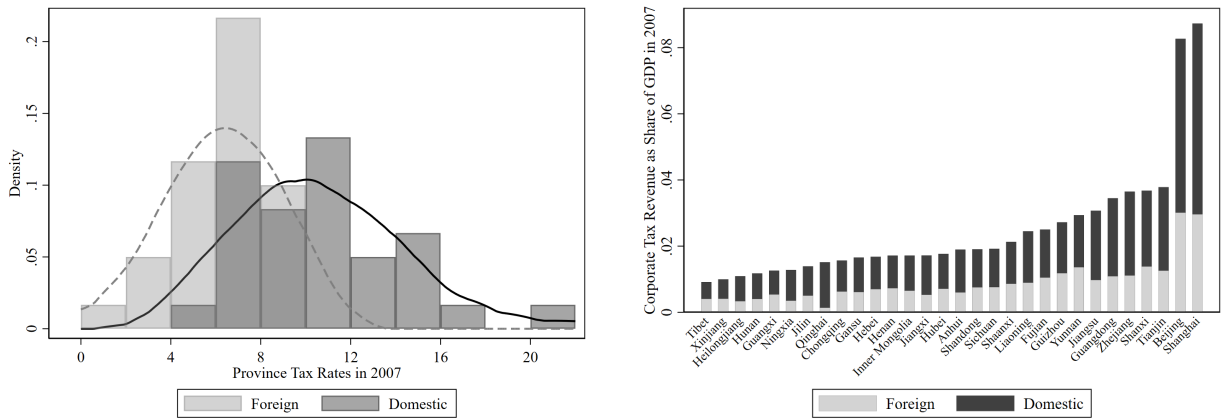 Density
.2
.15
.1
.05
0
0 4 8 12 16 20
Province Tax Rates in 2007
Foreign Domestic
Corporate Tax Revenue as Share of GDP in 2007
.08
.06
.04
.02
0
Tibet
Xinjiang
Heilongjiang
Hunan
Guangxi
Ningxia
Jilin
Qinghai
Chongqing
Gansu
Hebei
Henan
Inner Mongolia
Jiangxi
Hubei
Anhui
Shandong
Sichuan
Shaanxi
Liaoning
Fujian
Guizhou
Yunnan
Jiangsu
Guangdong
Zhejiang
Shanxi
Tianjin
Beijing
Shanghai
Foreign Domestic